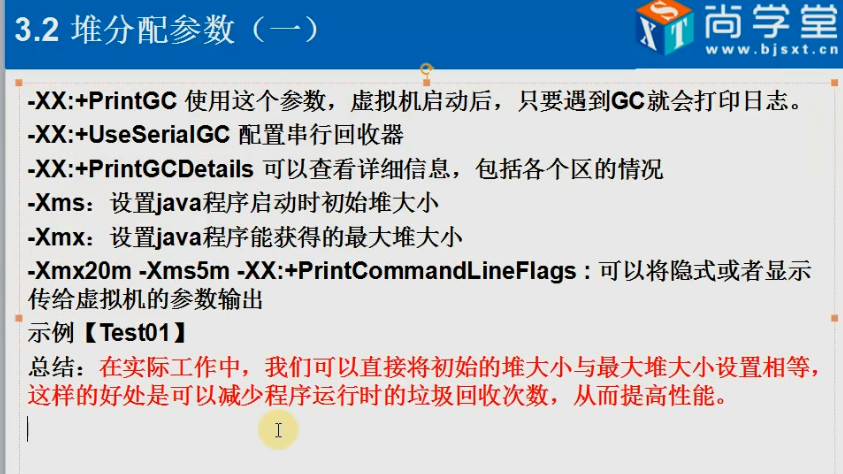 3.2 堆分配参数（一）
SXT
尚学堂
www.bjsxt.cn
-XX:+PrintGC 使用这个参数，虚拟机启动后，只要遇到GC就会打印日志。
-XX:+UseSerialGC 配置串行回收器
-XX:+PrintGCDetails 可以查看详细信息，包括各个区的情况
-Xms：设置java程序启动时初始堆大小
-Xmx：设置java程序能获得的最大堆大小
-Xmx20m -Xms5m -XX:+PrintCommandLineFlags : 可以将隐式或者显示
传给虚拟机的参数输出
示例【Test01】
总结：在实际工作中，我们可以直接将初始的堆大小与最大堆大小设置相等，
这样的好处是可以减少程序运行时的垃圾回收次数，从而提高性能。